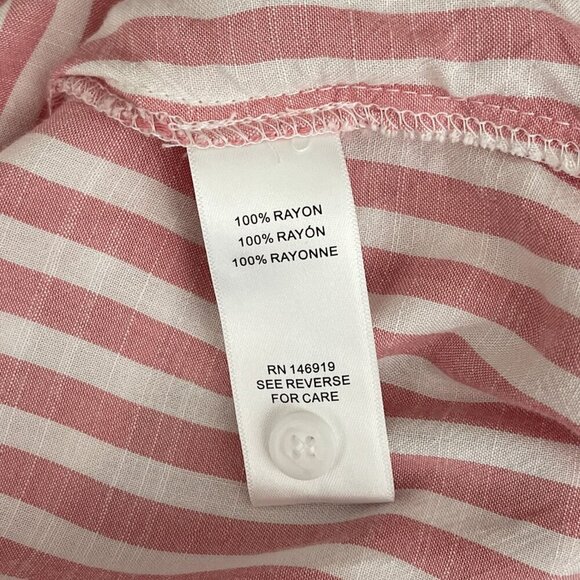 100% RAYON
100% RAYÓN
100% RAYONNE
RN 146919
SEE REVERSE
FOR CARE